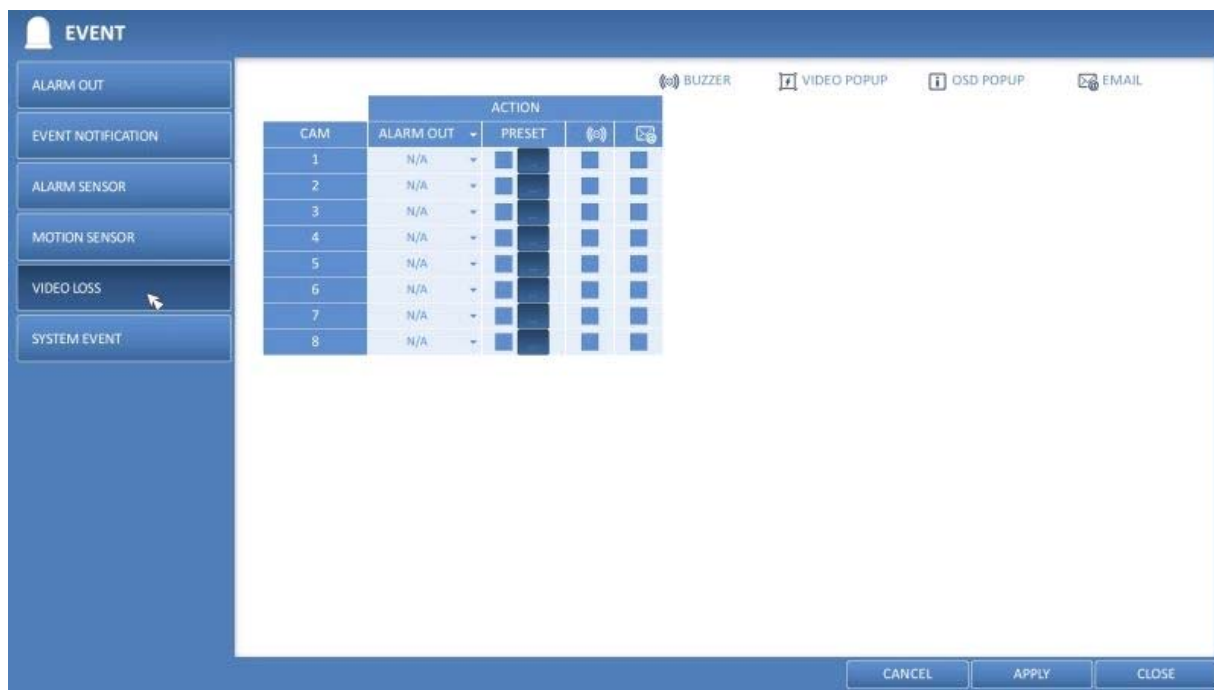 EVENT
ALARM OUT
EVENT NOTIFICATION
ALARM SENSOR
MOTION SENSOR
VIDEO LOSS
SYSTEM EVENT
BUZZER VIDEO POPUP OSD POPUP EMAIL
ACTION
CAM ALARM OUT PRESET
1 N/A ...
2 N/A ...
3 N/A ...
4 N/A ...
5 N/A ...
6 N/A ...
7 N/A ...
8 N/A ...
CANCEL APPLY CLOSE